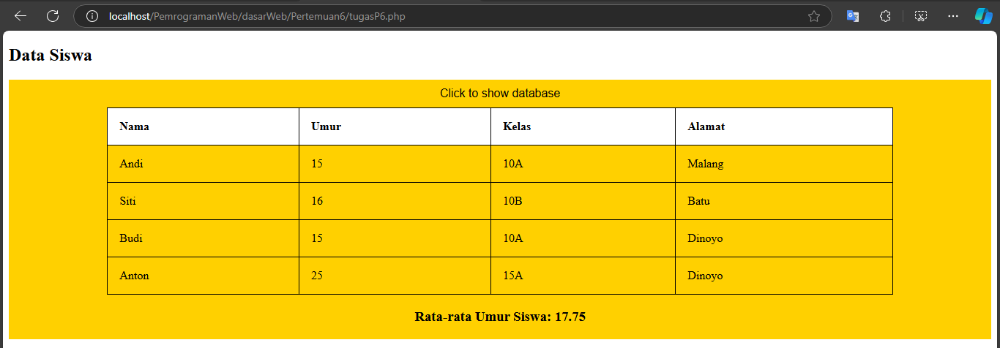 localhost/PemrogramanWeb/dasarWeb/Pertemuan6/tugasP6.php
Data Siswa
Click to show database
Nama Umur Kelas Alamat
Andi 15 10A Malang
Siti 16 10B Batu
Budi 15 10A Dinoyo
Anton 25 15A Dinoyo
Rata-rata Umur Siswa: 17.75